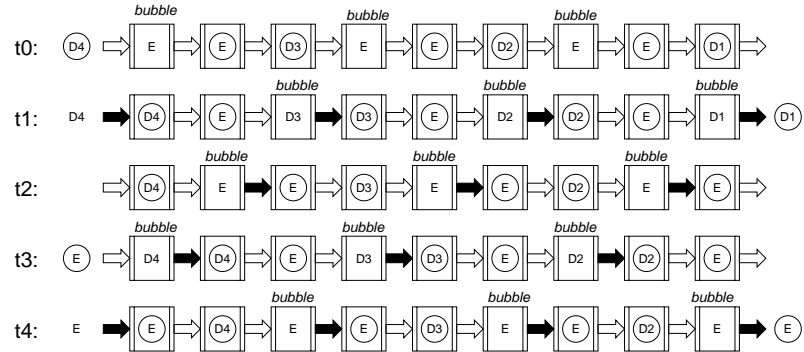 bubble bubble bubble
t0: D4 E E D3 E E D2 E E D1
bubble bubble bubble
t1: D4 D4 E D3 D3 E D2 D2 E D1 D1
bubble bubble bubble
t2: D4 E E D3 E E D2 E E
bubble bubble bubble
t3: E D4 D4 E D3 D3 E D2 D2 E
bubble bubble bubble
t4: E E D4 E E D3 E E D2 E E